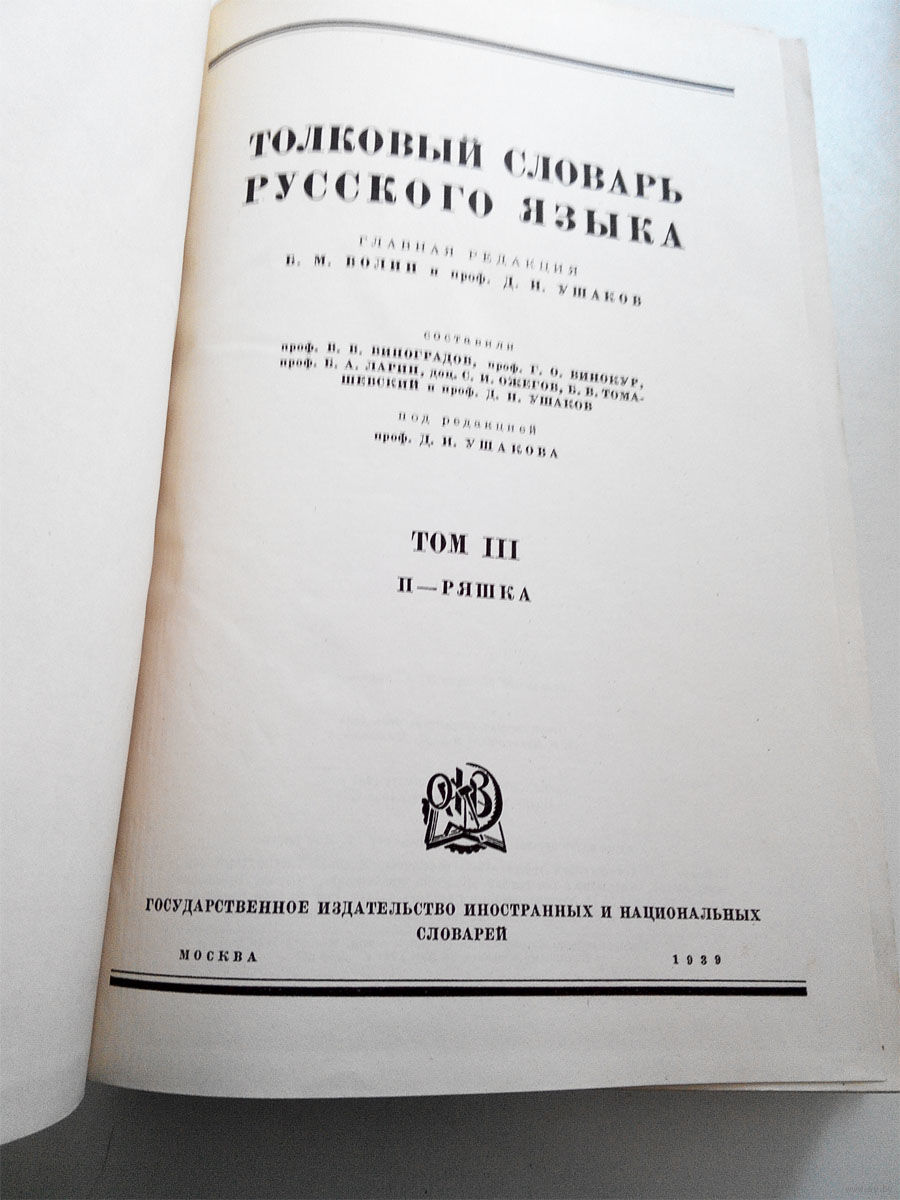 ТОЛКОВЫЙ СЛОВАРЬ
РУССКОГО ЯЗЫКА
ГЛАВНАЯ РЕДАКЦИЯ
Б. М. ВОЛИН и проф. Д. Н. УШАКОВ
составили
проф. В. В. ВИНОГРАДОВ, проф. Г. О. ВИНОКУР,
проф. Б. А. ЛАРИН, доц. С. И. ОЖЕГОВ, Б. В. ТОМА-
ШЕВСКИЙ и проф. Д. Н. УШАКОВ
под редакцией
проф. Д. Н. УШАКОВА
ТОМ III
П—РЯШКА
ГОСУДАРСТВЕННОЕ ИЗДАТЕЛЬСТВО ИНОСТРАННЫХ И НАЦИОНАЛЬНЫХ
СЛОВАРЕЙ
МОСКВА 1939